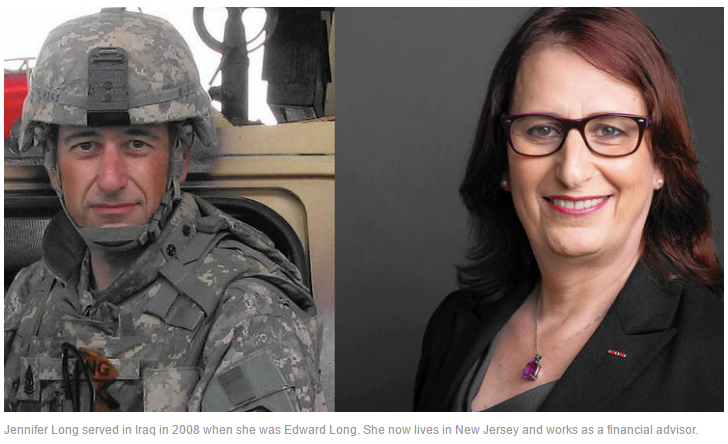 Jennifer Long served in Iraq in 2008 when she was Edward Long. She now lives in New Jersey and works as a financial advisor.